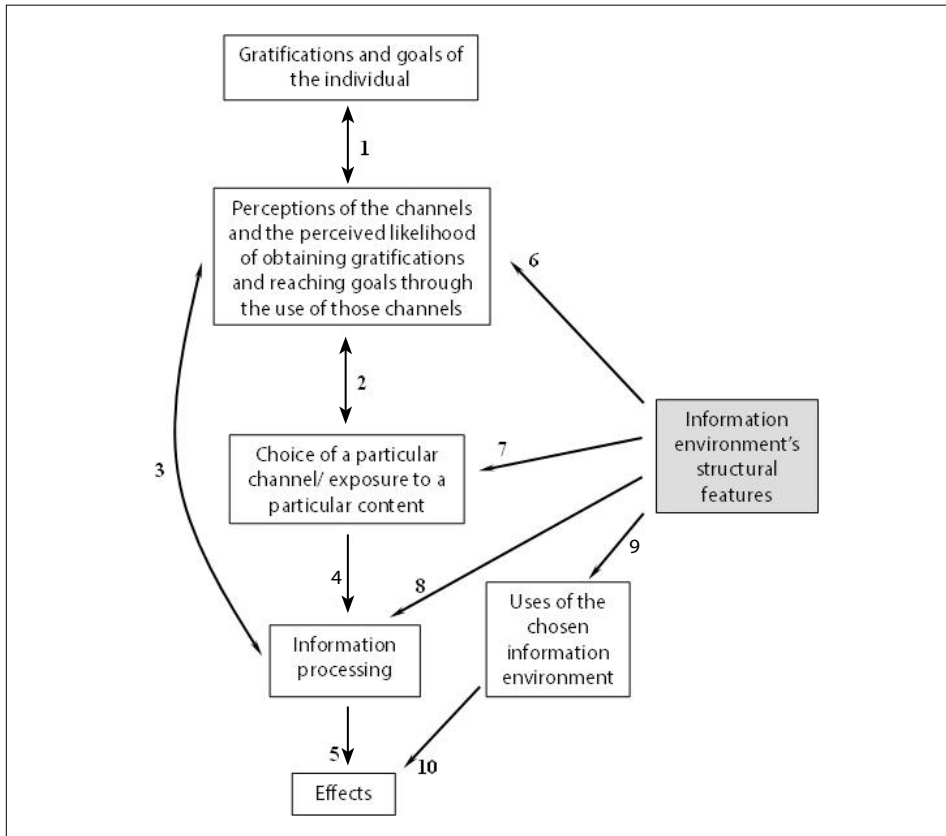 Gratifications and goals of
the individual
1
Perceptions of the channels
and the perceived likelihood
of obtaining gratifications
and reaching goals through
the use of those channels
6
2
Information
environment's
structural
features
7
Choice of a particular
channel/ exposure to a
particular content
3
9
4
8
Uses of the
chosen
information
environment
Information
processing
5
10
Effects